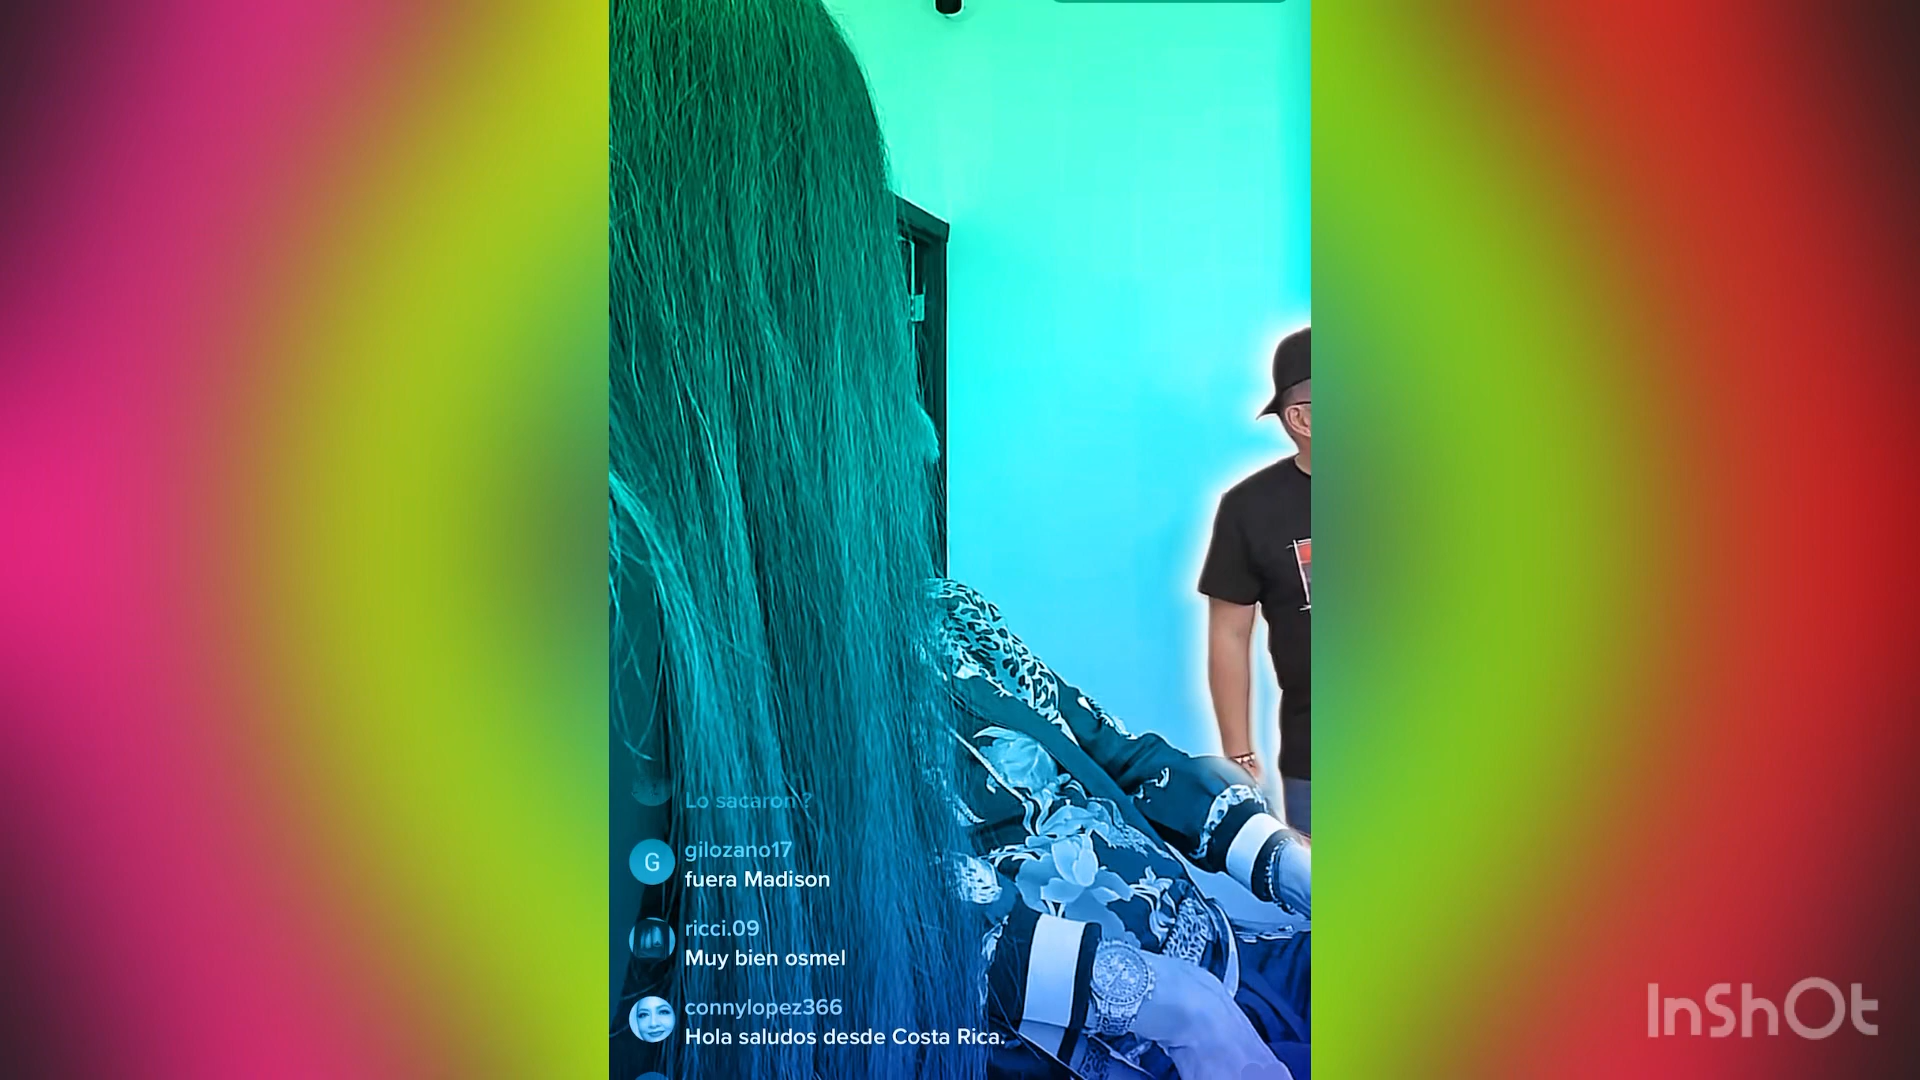 Lo sacaron ?
gilozano17
G
fuera Madison
ricci.09
Muy bien osmel
connylopez366
Hola saludos desde Costa Rica.
InShOt